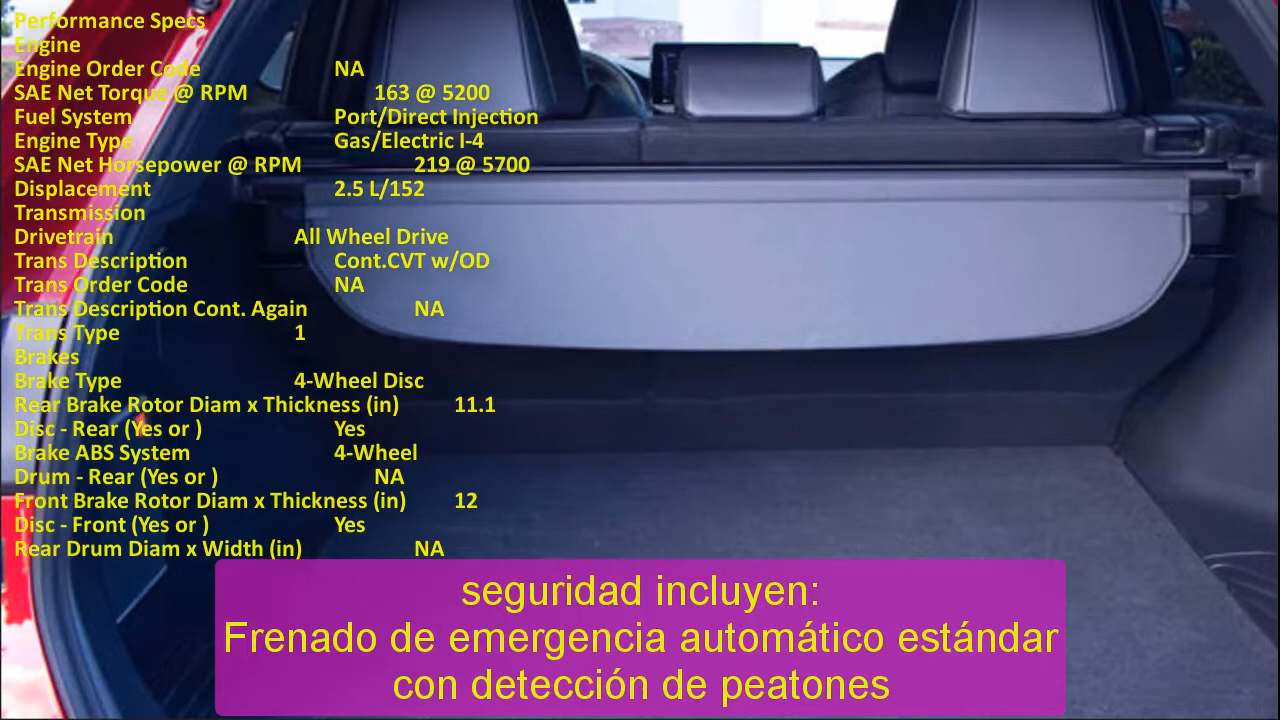 Performance Specs
Engine
Engine Order Code NA
SAE Net Torque @ RPM 163 @ 5200
Fuel System Port/Direct Injection
Engine Type Gas/Electric I-4
SAE Net Horsepower @ RPM 219 @ 5700
Displacement 2.5 L/152
Transmission
Drivetrain All Wheel Drive
Trans Description Cont.CVT w/OD
Trans Order Code NA
Trans Description Cont. Again NA
Trans Type 1
Brakes
Brake Type 4-Wheel Disc
Rear Brake Rotor Diam x Thickness (in) 11.1
Disc - Rear (Yes or ) Yes
Brake ABS System 4-Wheel
Drum - Rear (Yes or ) NA
Front Brake Rotor Diam x Thickness (in) 12
Disc - Front (Yes or ) Yes
Rear Drum Diam x Width (in) NA
seguridad incluyen:
Frenado de emergencia automático estándar
con detección de peatones